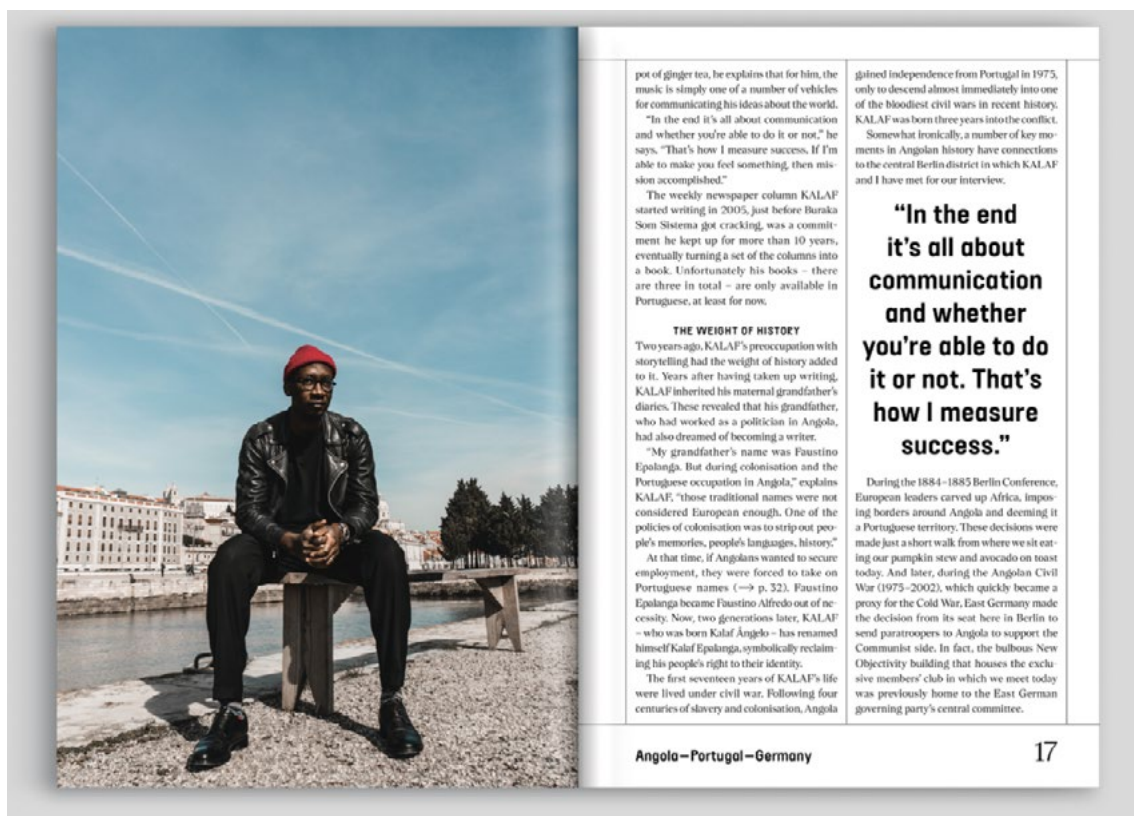 pot of ginger tea, he explains that for him, the
music is simply one of a number of vehicles
for communicating his ideas about the world.
“In the end it’s all about communication
and whether you’re able to do it or not,” he
says. “That’s how I measure success. If I’m
able to make you feel something, then mis-
sion accomplished.”
The weekly newspaper column KALAF
started writing in 2005, just before Buraka
Som Sistema got cracking, was a commit-
ment he kept up for more than 10 years,
eventually turning a set of the columns into
a book. Unfortunately his books – there
are three in total – are only available in
Portuguese, at least for now.
THE WEIGHT OF HISTORY
Two years ago, KALAF’s preoccupation with
storytelling had the weight of history added
to it. Years after having taken up writing,
KALAF inherited his maternal grandfather’s
diaries. These revealed that his grandfather,
who had worked as a politician in Angola,
had also dreamed of becoming a writer.
“My grandfather’s name was Faustino
Epalanga. But during colonisation and the
Portuguese occupation in Angola,” explains
KALAF, “those traditional names were not
considered European enough. One of the
policies of colonisation was to strip out peo-
ple’s memories, people’s languages, history.”
At that time, if Angolans wanted to secure
employment, they were forced to take on
Portuguese names (⟶ p. 32). Faustino
Epalanga became Faustino Alfredo out of ne-
cessity. Now, two generations later, KALAF
– who was born Kalaf Ângelo – has renamed
himself Kalaf Epalanga, symbolically reclaim-
ing his people’s right to their identity.
The first seventeen years of KALAF’s life
were lived under civil war. Following four
centuries of slavery and colonisation, Angola
gained independence from Portugal in 1975,
only to descend almost immediately into one
of the bloodiest civil wars in recent history.
KALAF was born three years into the conflict.
Somewhat ironically, a number of key mo-
ments in Angolan history have connections
to the central Berlin district in which KALAF
and I have met for our interview.
“In the end
it’s all about
communication
and whether
you’re able to do
it or not. That’s
how I measure
success.”
During the 1884–1885 Berlin Conference,
European leaders carved up Africa, impos-
ing borders around Angola and deeming it
a Portuguese territory. These decisions were
made just a short walk from where we sit eat-
ing our pumpkin stew and avocado on toast
today. And later, during the Angolan Civil
War (1975–2002), which quickly became a
proxy for the Cold War, East Germany made
the decision from its seat here in Berlin to
send paratroopers to Angola to support the
Communist side. In fact, the bulbous New
Objectivity building that houses the exclu-
sive members’ club in which we meet today
was previously home to the East German
governing party’s central committee.
Angola–Portugal–Germany
17